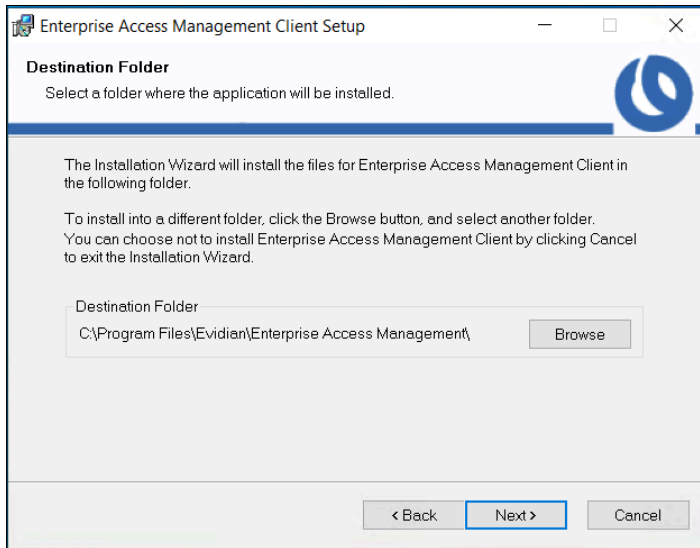 Enterprise Access Management Client Setup
Destination Folder
Select a folder where the application will be installed.
The Installation Wizard will install the files for Enterprise Access Management Client in
the following folder.
To install into a different folder, click the Browse button, and select another folder.
You can choose not to install Enterprise Access Management Client by clicking Cancel
to exit the Installation Wizard.
Destination Folder
C:\Program Files\Evidian\Enterprise Access Management\ Browse
< Back Next > Cancel